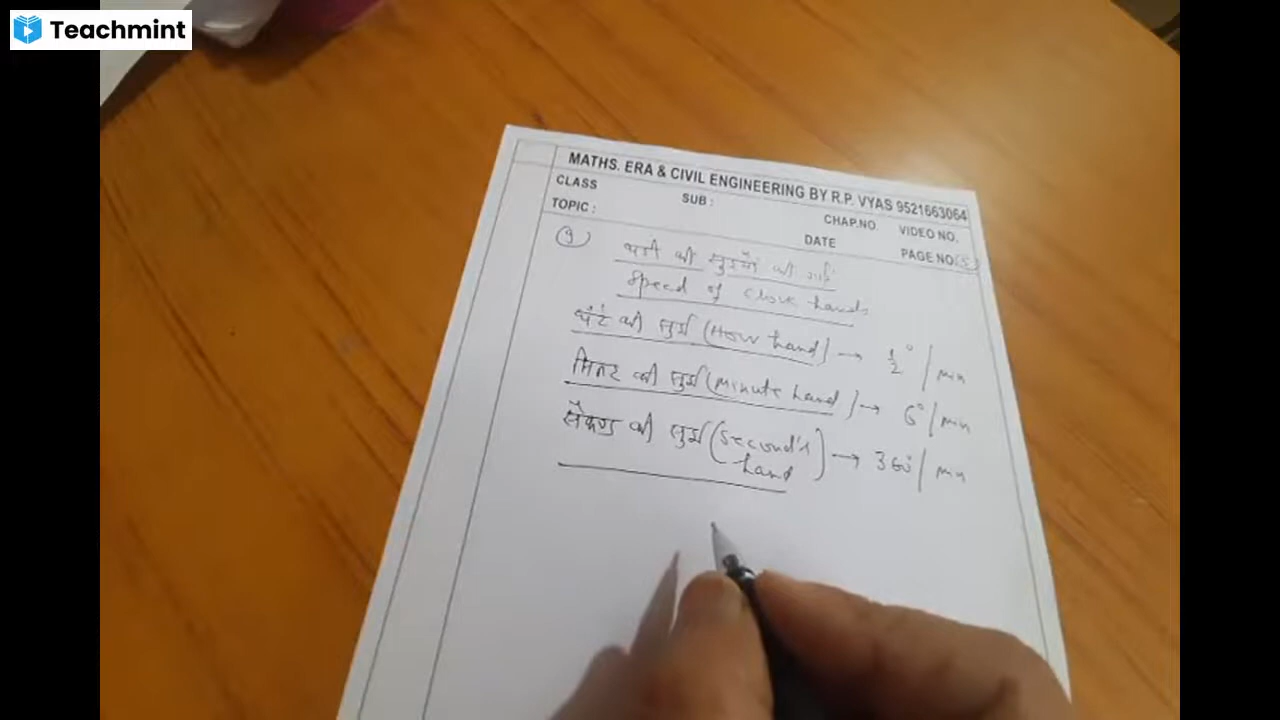 Teachmint
MATHS. ERA & CIVIL ENGINEERING BY R.P. VYAS 9521663064
CLASS SUB : CHAP.NO. VIDEO NO.
TOPIC : DATE PAGE NO. 5
9 घडी की सुइयों की गति
Speed of clock hands
घंटे की सुई (Hour hand) → 1/2° / min
मिनट की सुई (minute hand) → 6° / min
सैकण्ड की सुई (Second's hand) → 360° / min